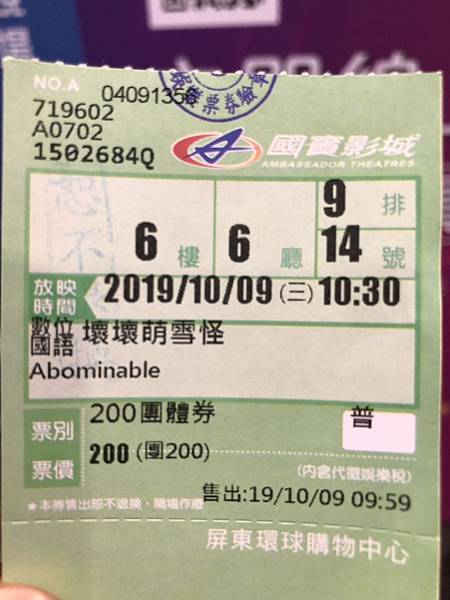 NO.A 04091358
719602
A0702
1502684Q
國賓影城
AMBASSADOR THEATRES
6 樓 6 廳 9 排 14 號
放映時間 2019/10/09 (三) 10:30
數位國語 壞壞萌雪怪
Abominable
票別 200團體券 普
票價 200 (團200)
(內含代徵娛樂稅)
售出:19/10/09 09:59
★本券售出恕不退換‧隔場作廢
屏東環球購物中心